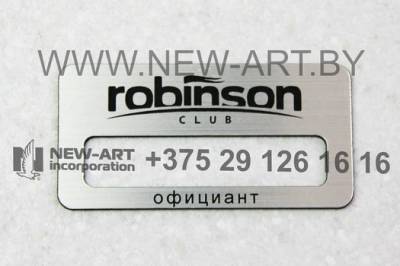 WWW.NEW-ART.BY
robinson
CLUB
NEW-ART
incorporation
+375 29 126 16 16
официант